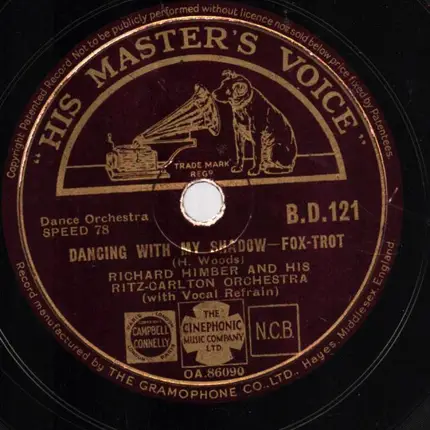 Copyright Patented Record Not to be publicly performed without licence nor sold below price fixed by Patentees.
"HIS MASTER'S VOICE"
TRADE MARK
REGD
Dance Orchestra
SPEED 78
B.D.121
DANCING WITH MY SHADOW—FOX-TROT
(H. Woods)
RICHARD HIMBER AND HIS
RITZ-CARLTON ORCHESTRA
(with Vocal Refrain)
CAMPBELL
CONNELLY
THE
CINEPHONIC
MUSIC COMPANY
LTD.
N.C.B.
OA.86090
Record manufactured by THE GRAMOPHONE CO., LTD., Hayes, Middlesex, England